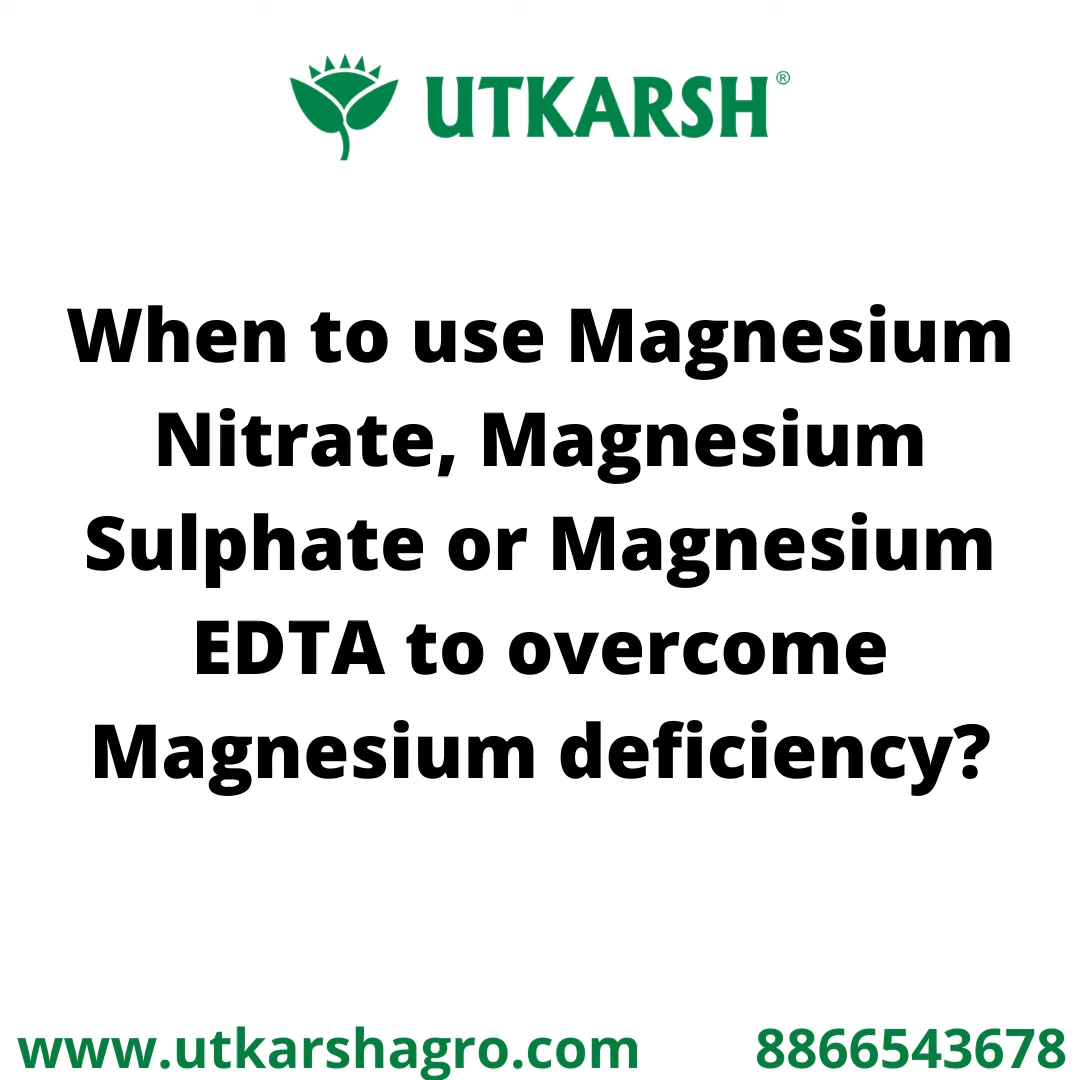 UTKARSH®
When to use Magnesium
Nitrate, Magnesium
Sulphate or Magnesium
EDTA to overcome
Magnesium deficiency?
www.utkarshagro.com 8866543678